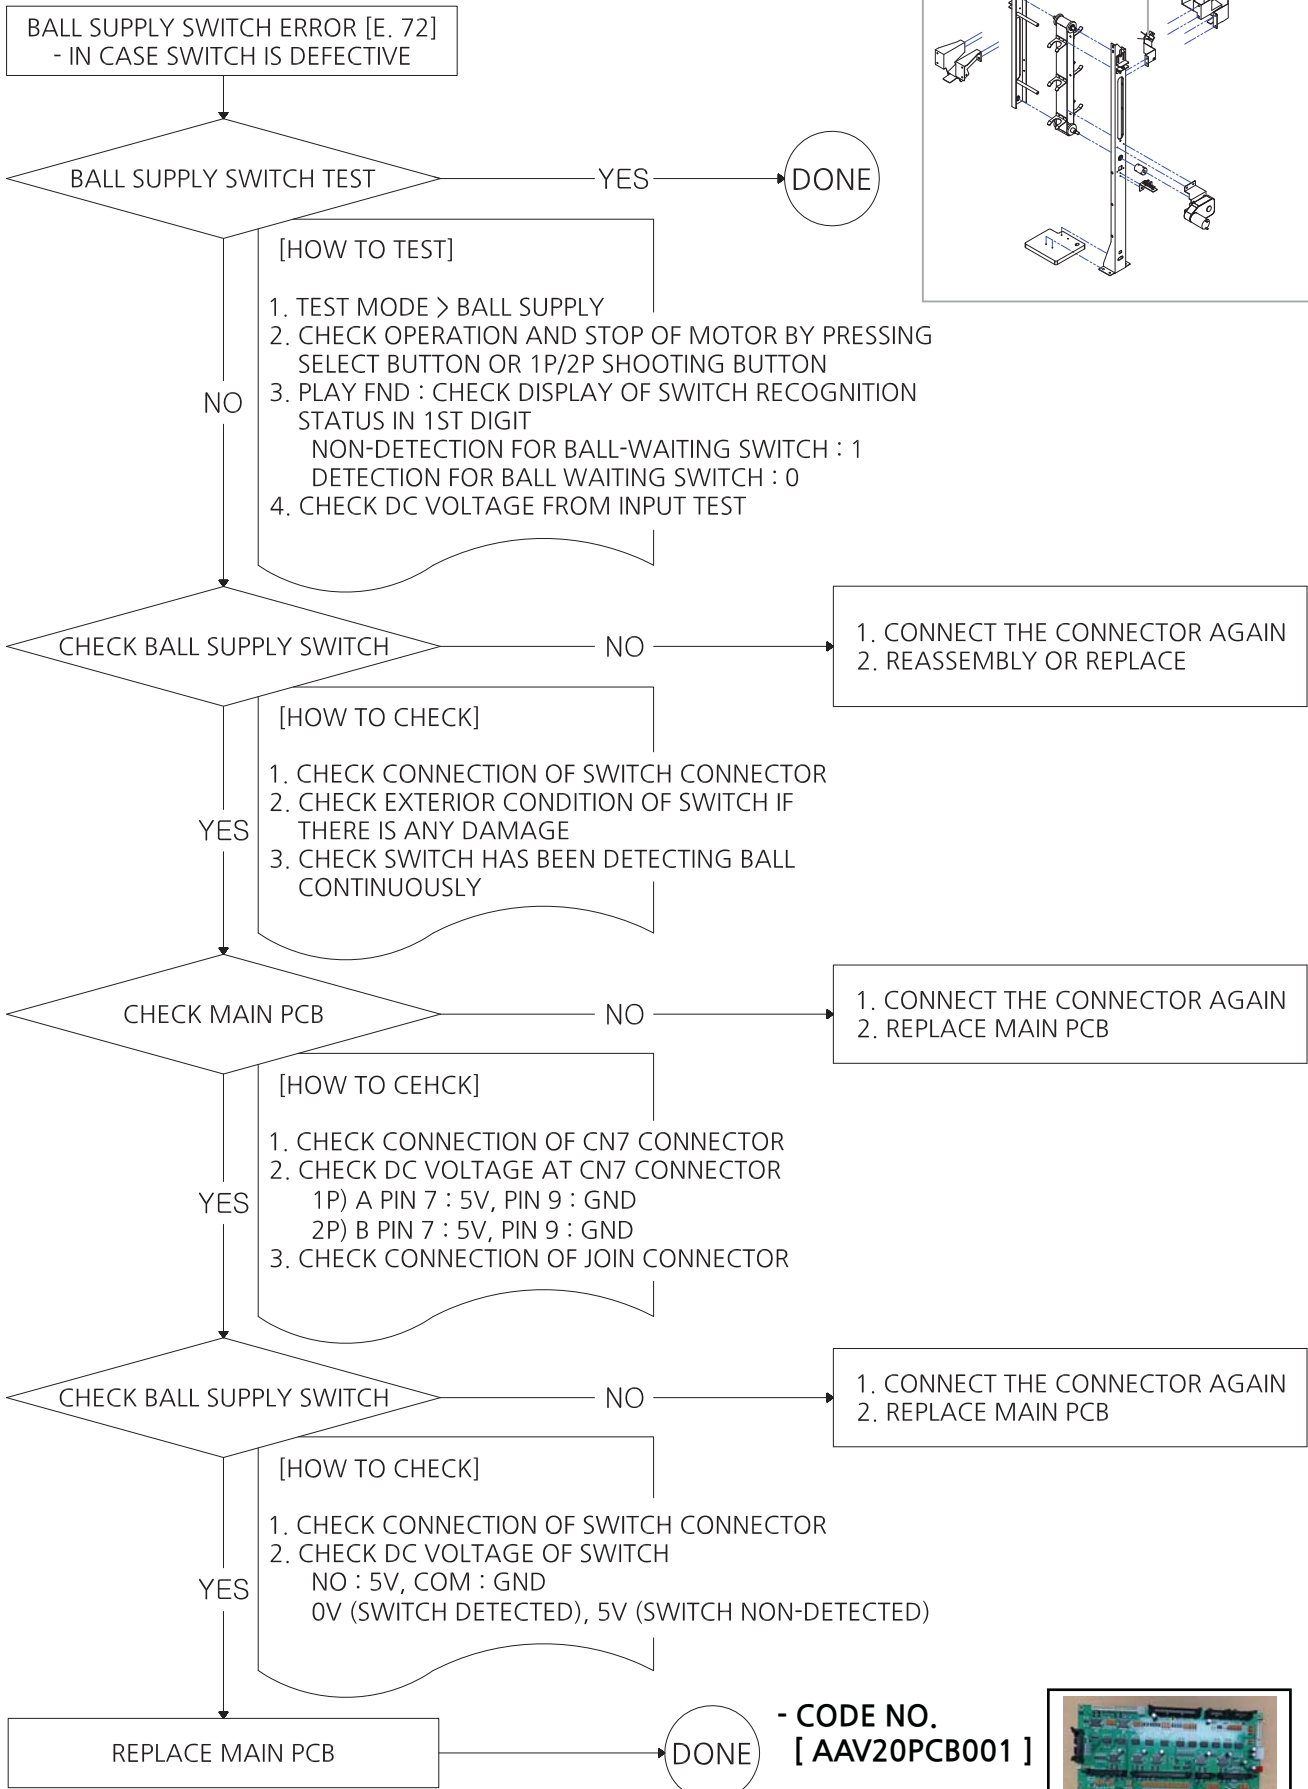 BALL SUPPLY SWITCH ERROR [E. 72]
- IN CASE SWITCH IS DEFECTIVE
BALL SUPPLY SWITCH TEST
YES
DONE
[HOW TO TEST]
1. TEST MODE > BALL SUPPLY
2. CHECK OPERATION AND STOP OF MOTOR BY PRESSING
SELECT BUTTON OR 1P/2P SHOOTING BUTTON
NO
3. PLAY FND : CHECK DISPLAY OF SWITCH RECOGNITION
STATUS IN 1ST DIGIT
NON-DETECTION FOR BALL-WAITING SWITCH : 1
DETECTION FOR BALL WAITING SWITCH : 0
4. CHECK DC VOLTAGE FROM INPUT TEST
CHECK BALL SUPPLY SWITCH
NO
1. CONNECT THE CONNECTOR AGAIN
2. REASSEMBLY OR REPLACE
[HOW TO CHECK]
1. CHECK CONNECTION OF SWITCH CONNECTOR
2. CHECK EXTERIOR CONDITION OF SWITCH IF
THERE IS ANY DAMAGE
YES
3. CHECK SWITCH HAS BEEN DETECTING BALL
CONTINUOUSLY
CHECK MAIN PCB
NO
1. CONNECT THE CONNECTOR AGAIN
2. REPLACE MAIN PCB
[HOW TO CEHCK]
1. CHECK CONNECTION OF CN7 CONNECTOR
2. CHECK DC VOLTAGE AT CN7 CONNECTOR
1P) A PIN 7 : 5V, PIN 9 : GND
YES
2P) B PIN 7 : 5V, PIN 9 : GND
3. CHECK CONNECTION OF JOIN CONNECTOR
CHECK BALL SUPPLY SWITCH
NO
1. CONNECT THE CONNECTOR AGAIN
2. REPLACE MAIN PCB
[HOW TO CHECK]
1. CHECK CONNECTION OF SWITCH CONNECTOR
2. CHECK DC VOLTAGE OF SWITCH
NO : 5V, COM : GND
YES
0V (SWITCH DETECTED), 5V (SWITCH NON-DETECTED)
REPLACE MAIN PCB
DONE
- CODE NO.
[ AAV20PCB001 ]